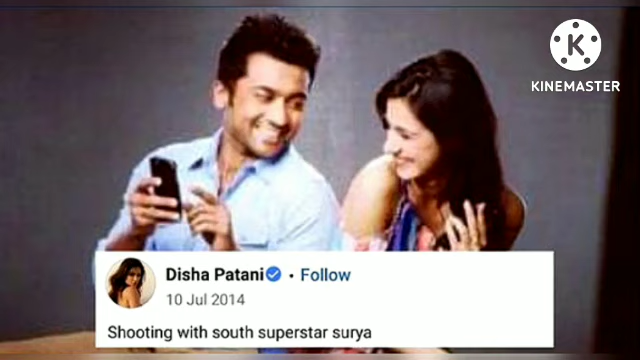 KINEMASTER
Disha Patani • Follow
10 Jul 2014
Shooting with south superstar surya